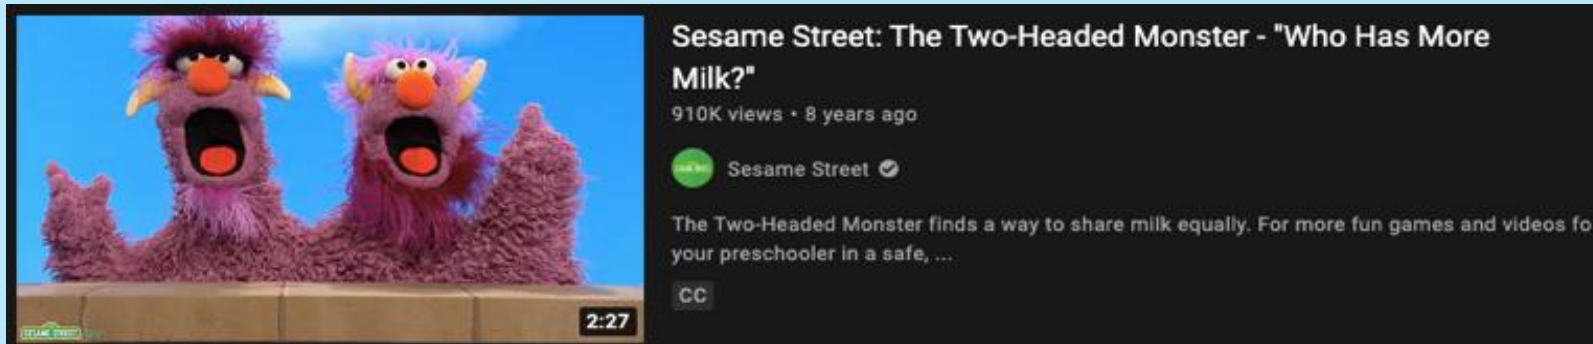 Sesame Street: The Two-Headed Monster - "Who Has More
Milk?"
910K views • 8 years ago
Sesame Street
The Two-Headed Monster finds a way to share milk equally. For more fun games and videos fo
your preschooler in a safe, ...
CC
2:27
SESAME STREET